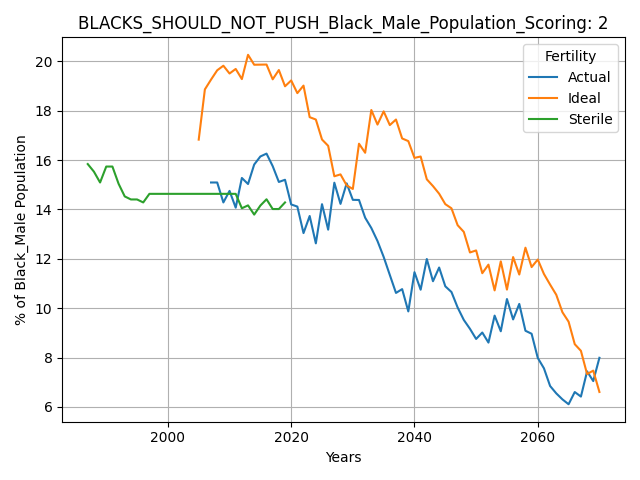 BLACKS_SHOULD_NOT_PUSH_Black_Male_Population_Scoring: 2
Fertility
Actual
Ideal
Sterile
% of Black_Male Population
20
18
16
14
12
10
8
6
2000
2020
2040
2060
Years